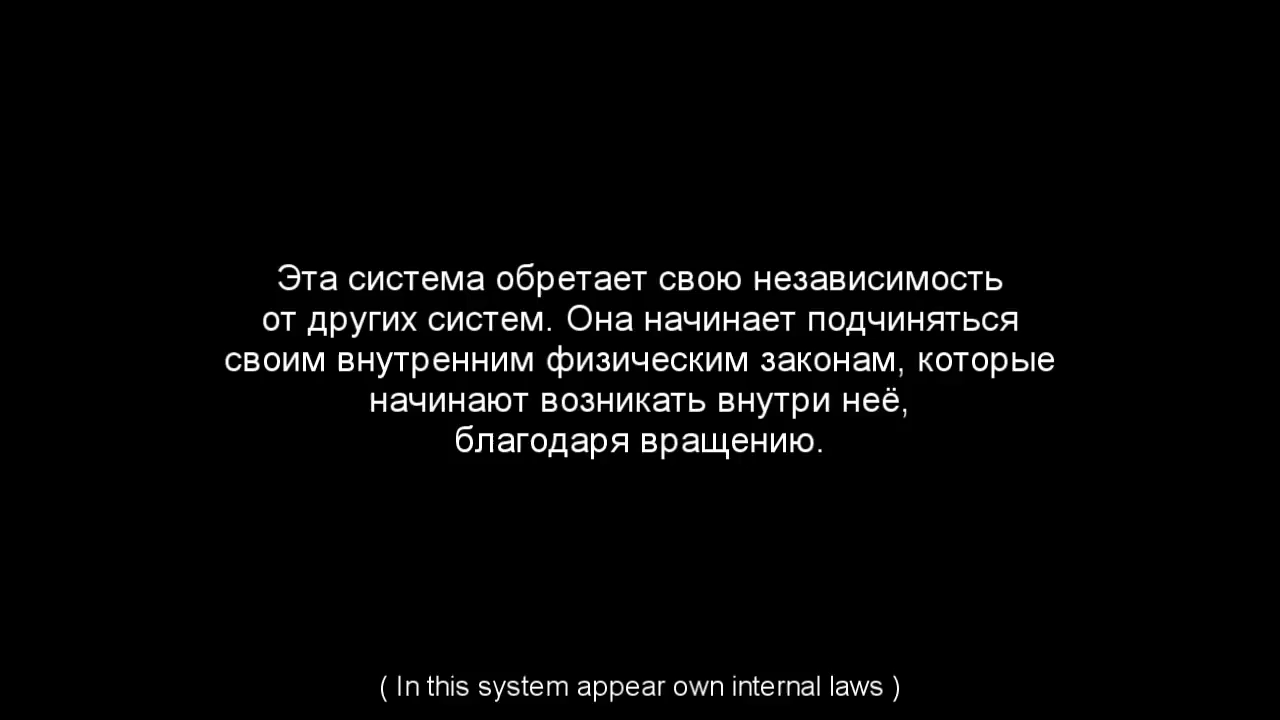 Эта система обретает свою независимость
от других систем. Она начинает подчиняться
своим внутренним физическим законам, которые
начинают возникать внутри неё,
благодаря вращению.
( In this system appear own internal laws )